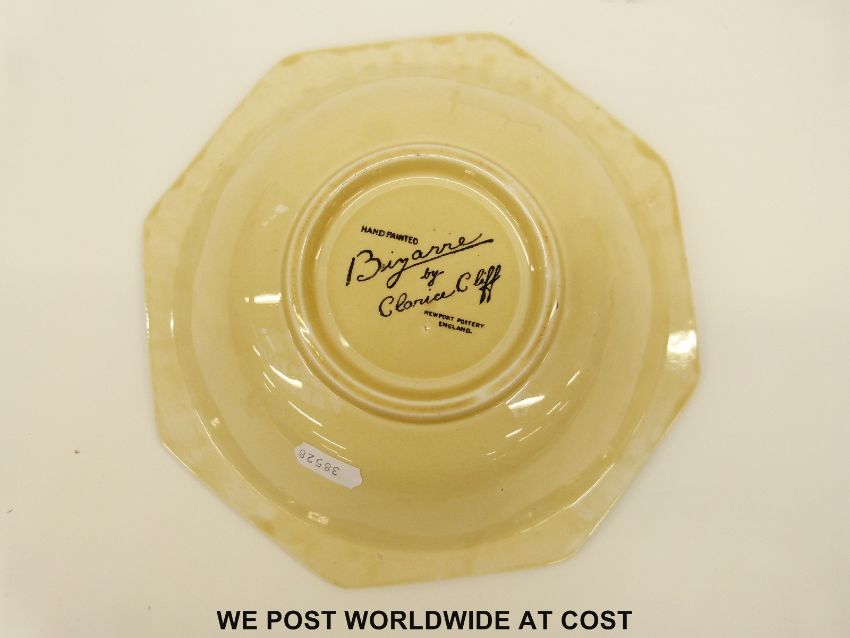 HAND PAINTED
Bizarre
by
Clarice Cliff
NEWPORT POTTERY
ENGLAND.
38528
WE POST WORLDWIDE AT COST